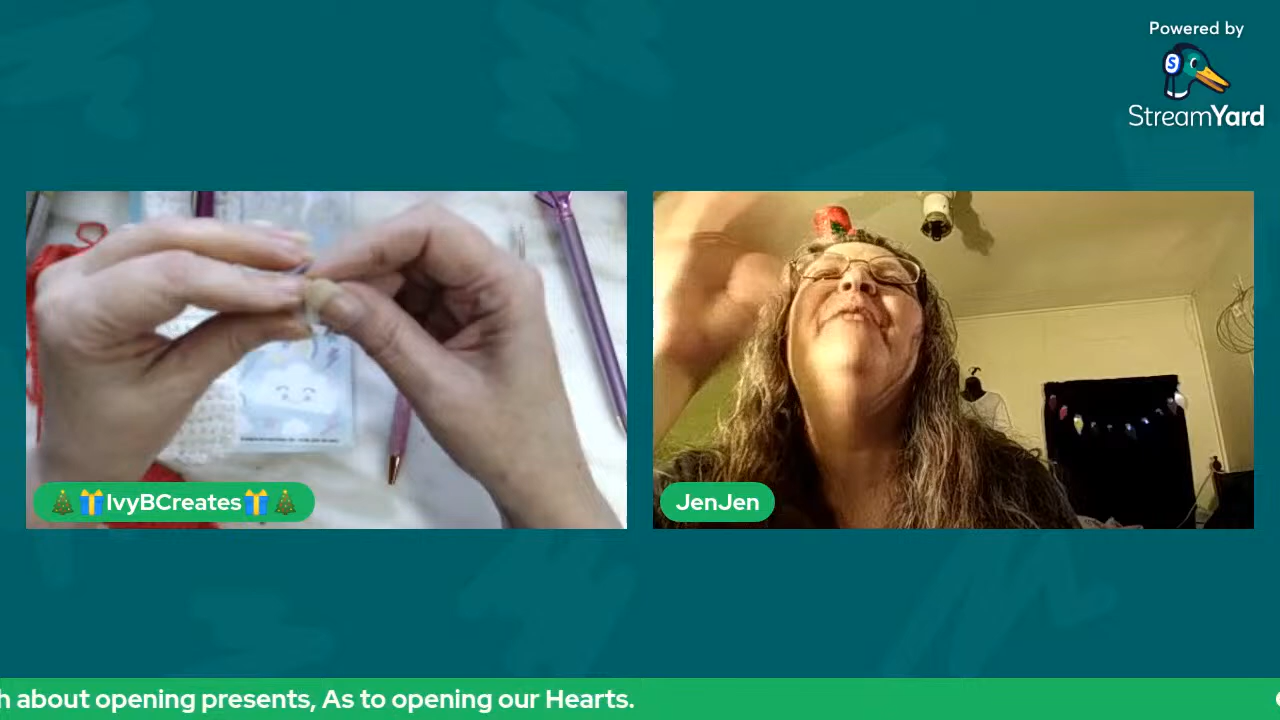 Powered by
S
StreamYard
🎄🎁IvyBCreates🎁🎄
JenJen
h about opening presents, As to opening our Hearts.